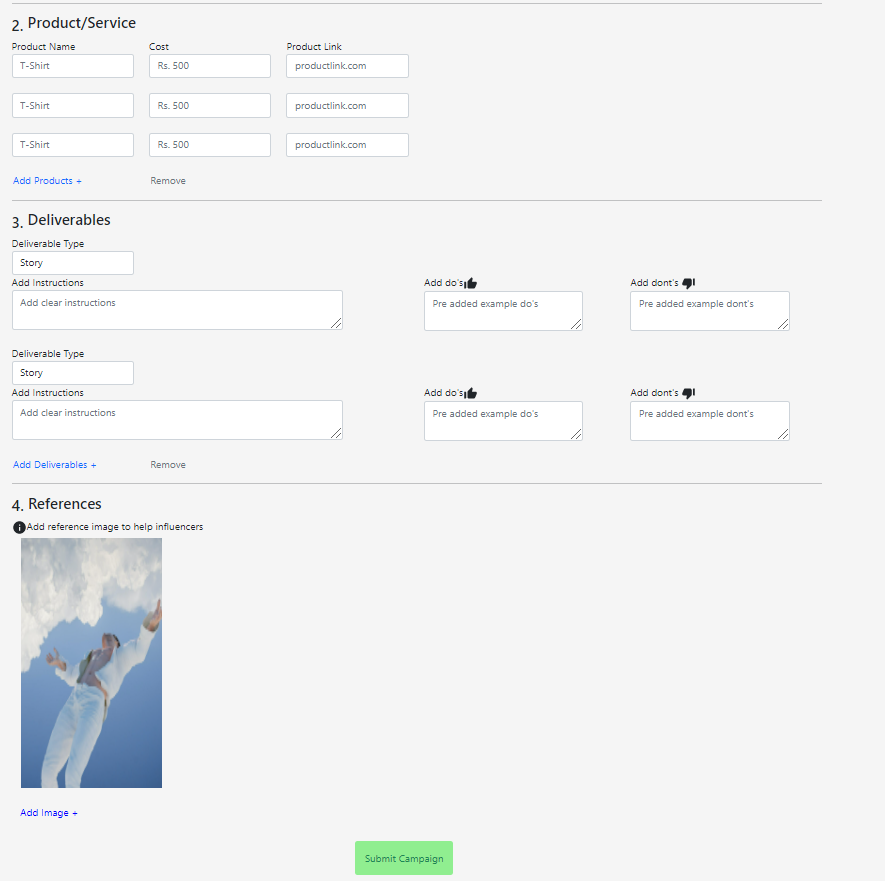 2. Product/Service
Product Name Cost Product Link
T-Shirt Rs. 500 productlink.com
T-Shirt Rs. 500 productlink.com
T-Shirt Rs. 500 productlink.com
Add Products + Remove
3. Deliverables
Deliverable Type
Story
Add Instructions Add do's Add dont's
Add clear instructions Pre added example do's Pre added example dont's
Deliverable Type
Story
Add Instructions Add do's Add dont's
Add clear instructions Pre added example do's Pre added example dont's
Add Deliverables + Remove
4. References
Add reference image to help influencers
Add Image +
Submit Campaign